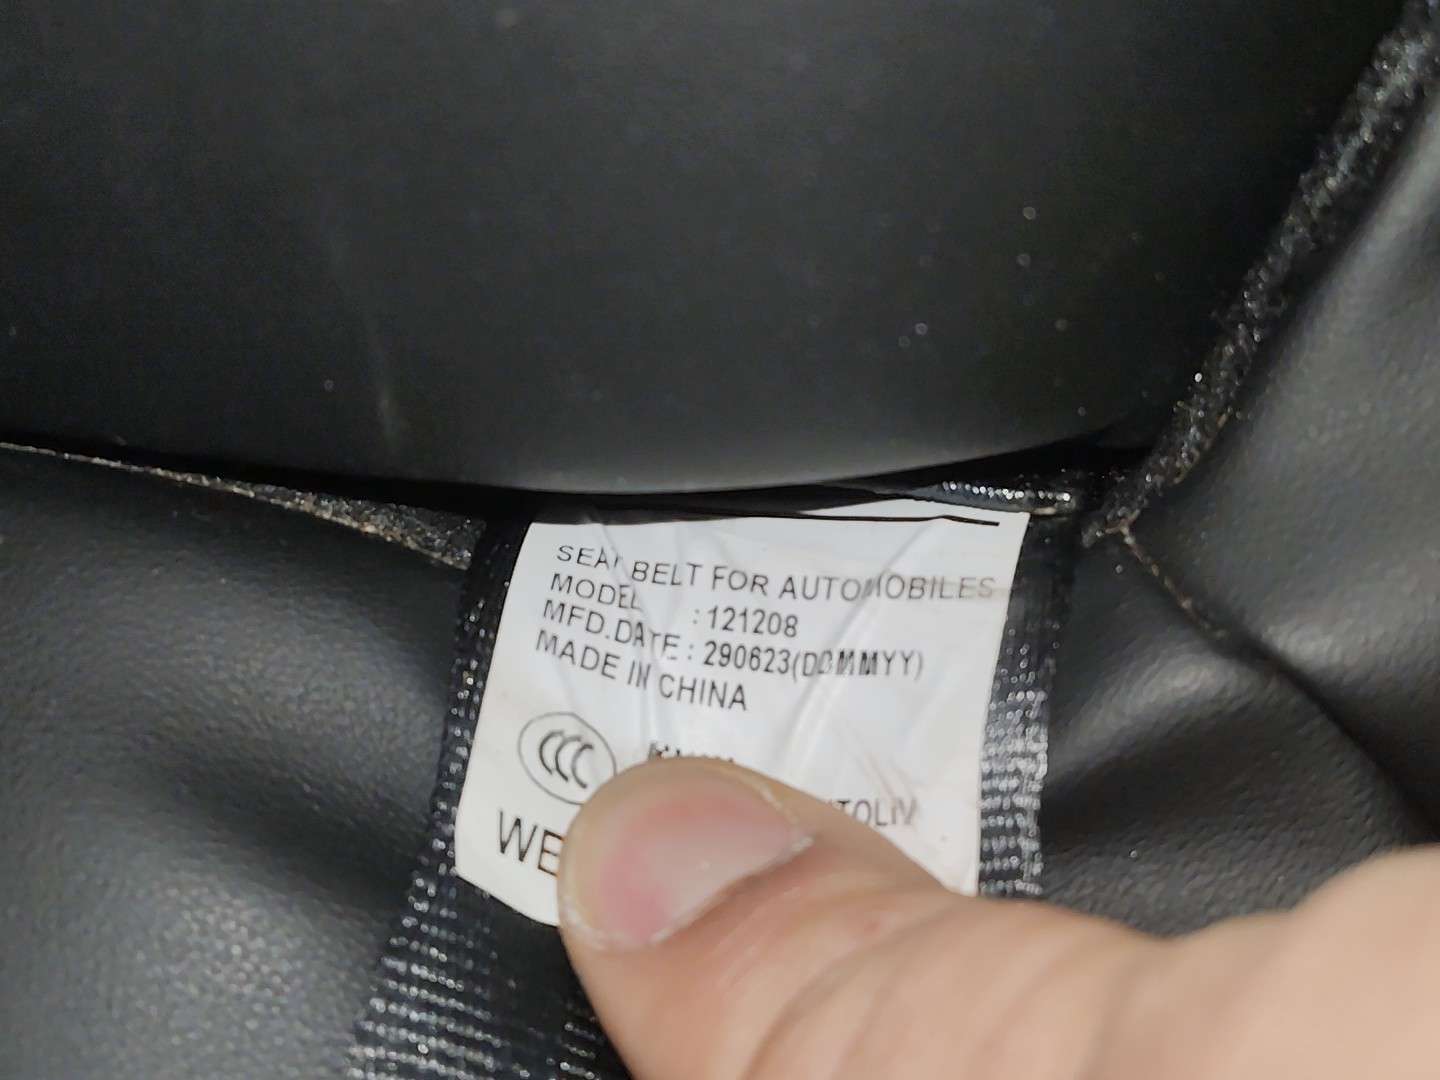 SEAT BELT FOR AUTOMOBILES
MODEL : 121208
MFD.DATE : 290623(DDMMYY)
MADE IN CHINA
CCC